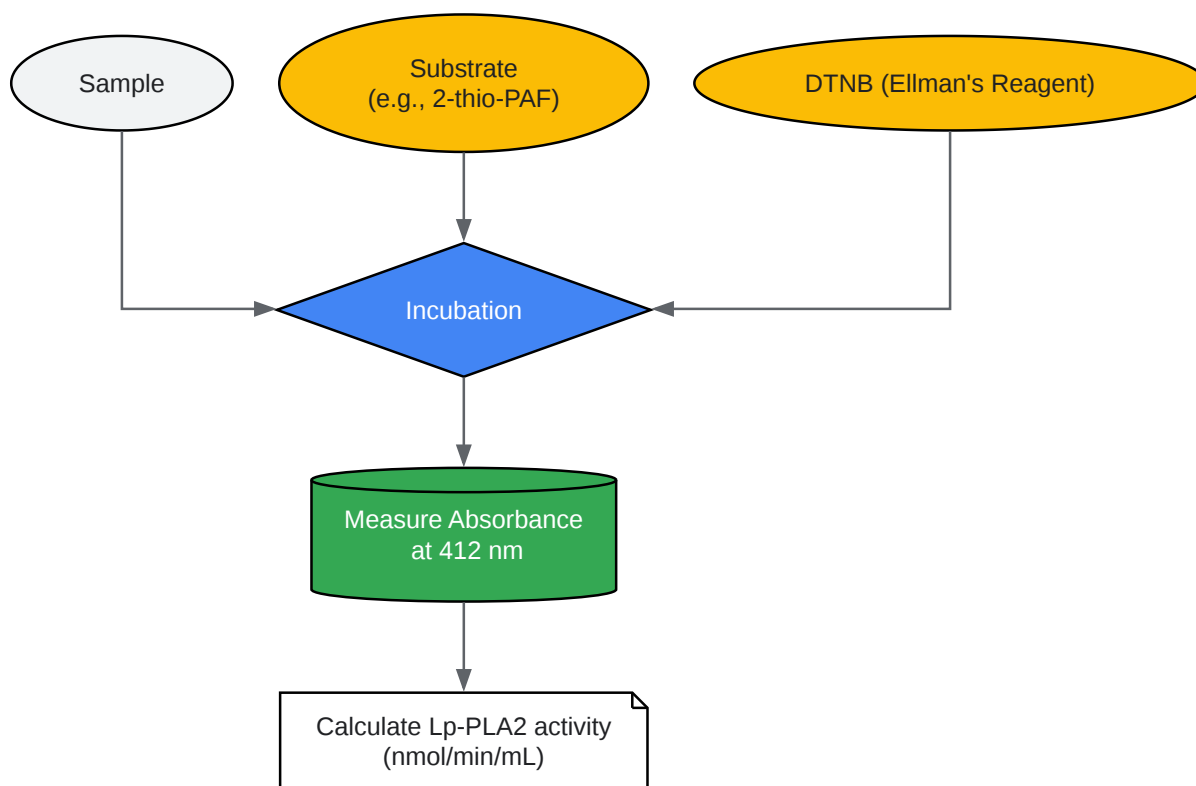 Sample
Substrate
(e.g., 2-thio-PAF)
DTNB (Ellman's Reagent)
Incubation
Measure Absorbance
at 412 nm
Calculate Lp-PLA2 activity
(nmol/min/mL)